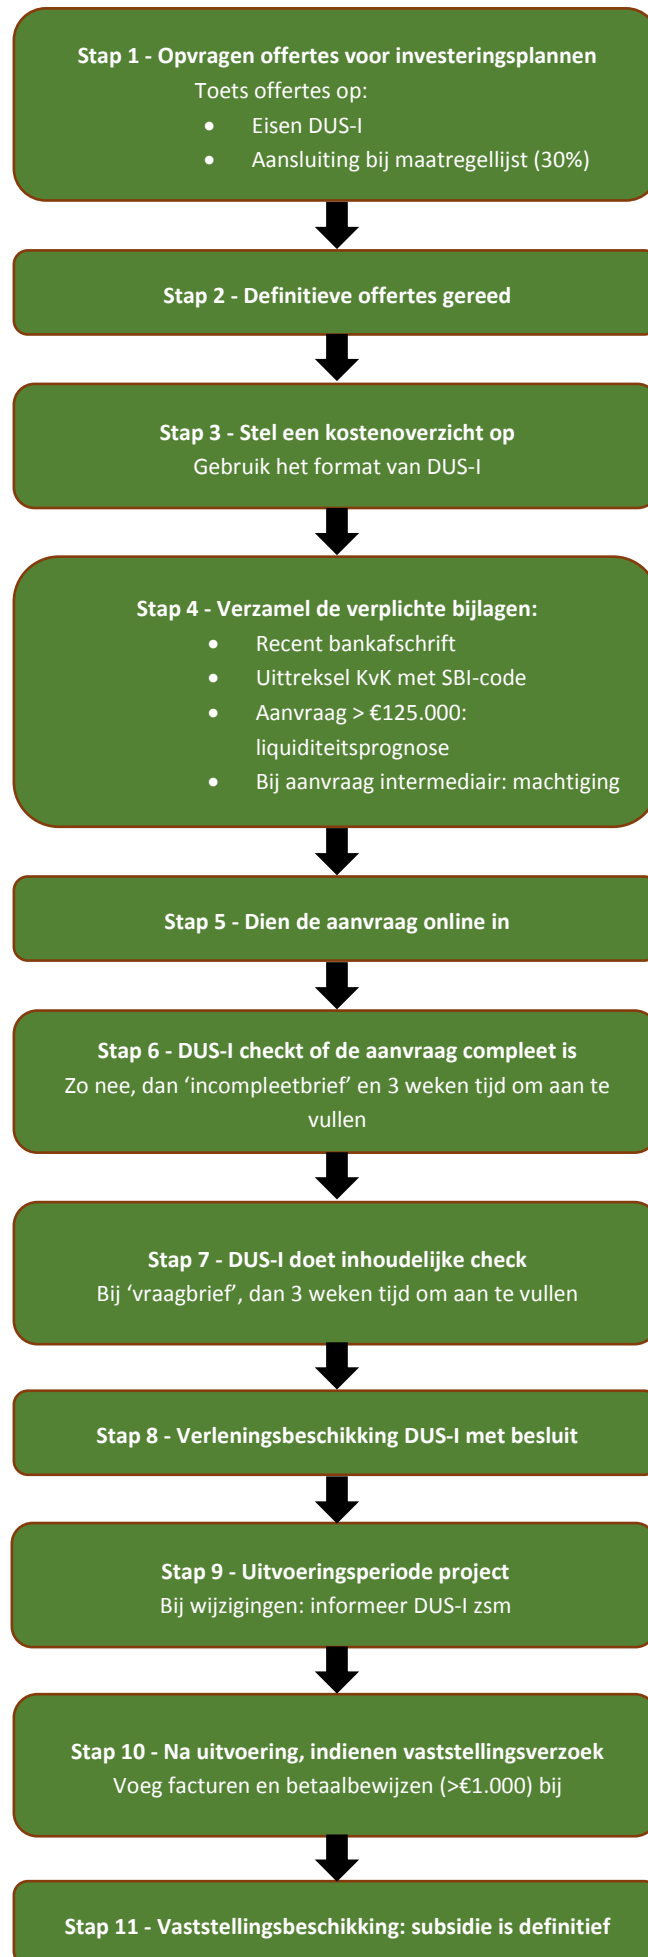 Stap 1 - Opvragen offertes voor investeringsplannen
Toets offertes op:
• Eisen DUS-I
• Aansluiting bij maatregellijst (30%)
Stap 2 - Definitieve offertes gereed
Stap 3 - Stel een kostenoverzicht op
Gebruik het format van DUS-I
Stap 4 - Verzamel de verplichte bijlagen:
• Recent bankafschrift
• Uittreksel KvK met SBI-code
• Aanvraag > €125.000:
liquiditeitsprognose
• Bij aanvraag intermediair: machtiging
Stap 5 - Dien de aanvraag online in
Stap 6 - DUS-I checkt of de aanvraag compleet is
Zo nee, dan ‘incompleetbrief’ en 3 weken tijd om aan te
vullen
Stap 7 - DUS-I doet inhoudelijke check
Bij ‘vraagbrief’, dan 3 weken tijd om aan te vullen
Stap 8 - Verleningsbeschikking DUS-I met besluit
Stap 9 - Uitvoeringsperiode project
Bij wijzigingen: informeer DUS-I zsm
Stap 10 - Na uitvoering, indienen vaststellingsverzoek
Voeg facturen en betaalbewijzen (>€1.000) bij
Stap 11 - Vaststellingsbeschikking: subsidie is definitief